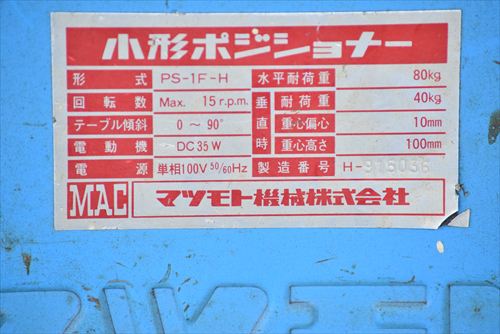 小形ポジショナー
形式 PS-1F-H 水平耐荷重 80kg
回転数 Max. 15 r.p.m. 垂直時 耐荷重 40kg
テーブル傾斜 0～90° 重心偏心 10mm
電動機 DC 35W 重心高さ 100mm
電源 単相100V 50/60Hz 製造番号 H-
MAC マツモト機械株式会社